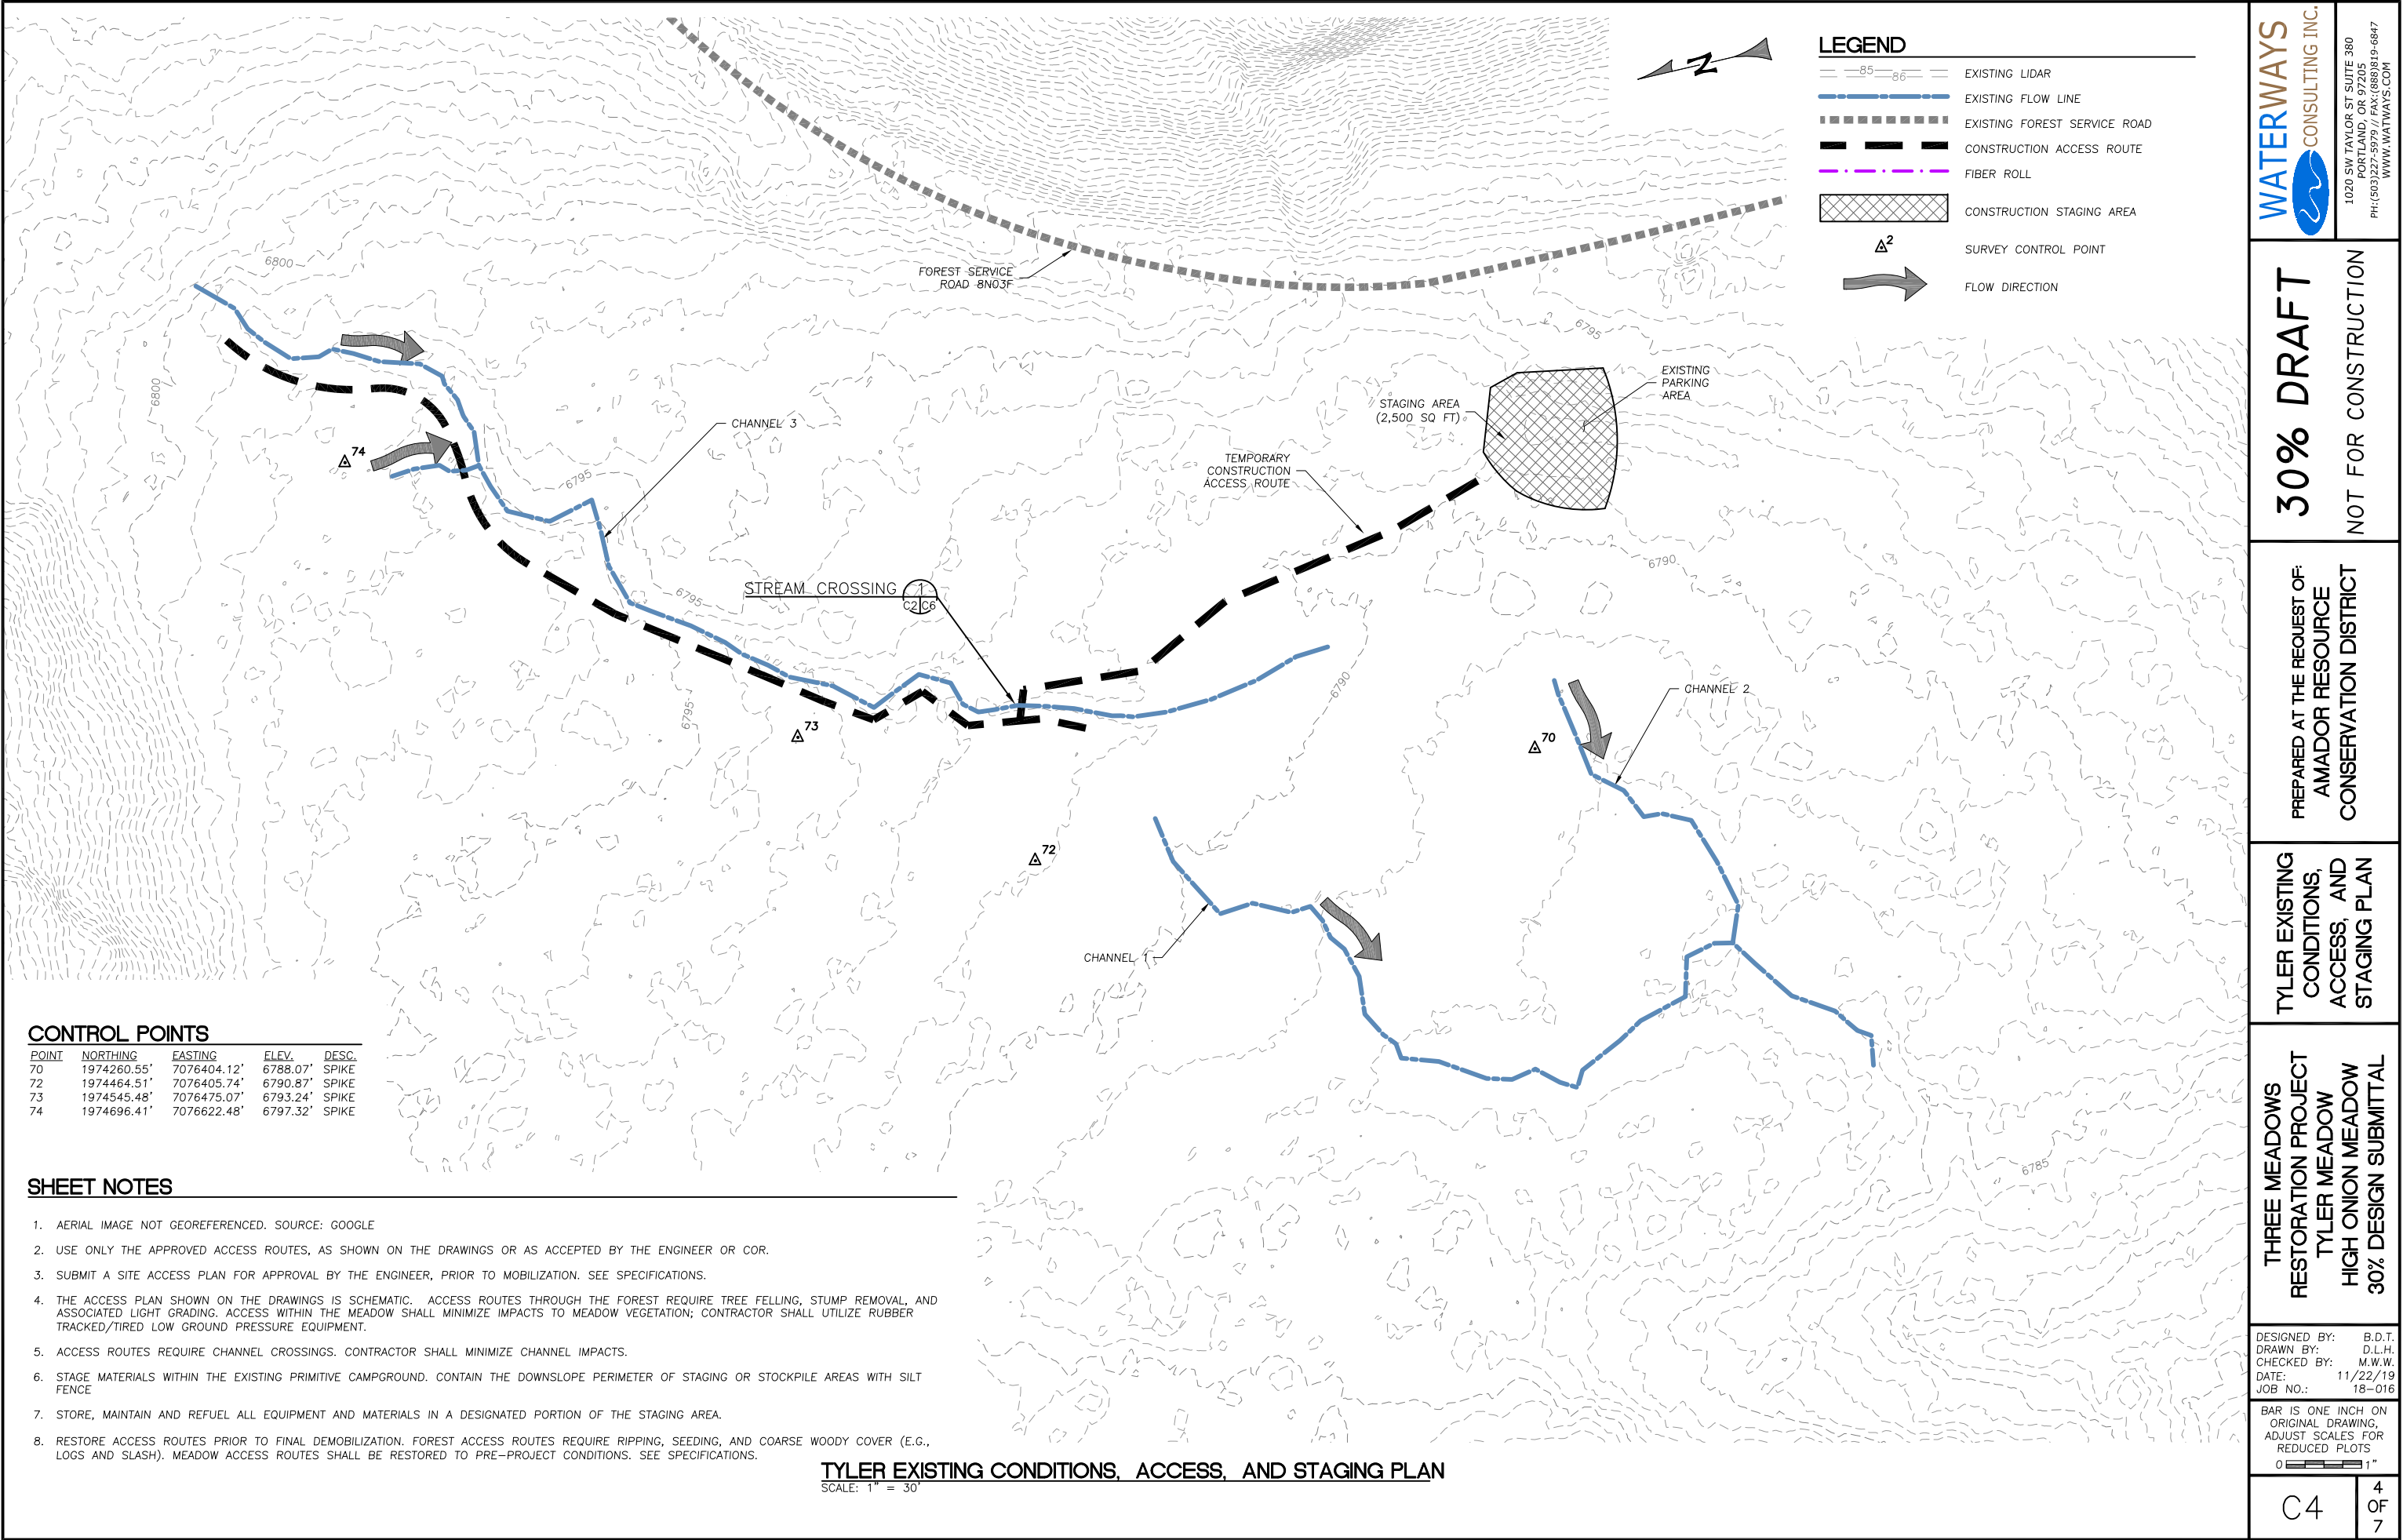 LEGEND
85
86
EXISTING LIDAR
EXISTING FLOW LINE
EXISTING FOREST SERVICE ROAD
CONSTRUCTION ACCESS ROUTE
FIBER ROLL
CONSTRUCTION STAGING AREA
2
SURVEY CONTROL POINT
FLOW DIRECTION
N
FOREST SERVICE
ROAD 8N03F
6800
6800
6795
6795
6795
6795
6790
6790
6785
CHANNEL 3
74
STREAM CROSSING
1
C2 C6
73
72
70
STAGING AREA
(2,500 SQ FT)
EXISTING
PARKING
AREA
TEMPORARY
CONSTRUCTION
ACCESS ROUTE
CHANNEL 2
CHANNEL 1
CONTROL POINTS
POINT NORTHING EASTING ELEV. DESC.
70 1974260.55' 7076404.12' 6788.07' SPIKE
72 1974464.51' 7076405.74' 6790.87' SPIKE
73 1974545.48' 7076475.07' 6793.24' SPIKE
74 1974696.41' 7076622.48' 6797.32' SPIKE
SHEET NOTES
1. AERIAL IMAGE NOT GEOREFERENCED. SOURCE: GOOGLE
2. USE ONLY THE APPROVED ACCESS ROUTES, AS SHOWN ON THE DRAWINGS OR AS ACCEPTED BY THE ENGINEER OR COR.
3. SUBMIT A SITE ACCESS PLAN FOR APPROVAL BY THE ENGINEER, PRIOR TO MOBILIZATION. SEE SPECIFICATIONS.
4. THE ACCESS PLAN SHOWN ON THE DRAWINGS IS SCHEMATIC. ACCESS ROUTES THROUGH THE FOREST REQUIRE TREE FELLING, STUMP REMOVAL, AND
ASSOCIATED LIGHT GRADING. ACCESS WITHIN THE MEADOW SHALL MINIMIZE IMPACTS TO MEADOW VEGETATION; CONTRACTOR SHALL UTILIZE RUBBER
TRACKED/TIRED LOW GROUND PRESSURE EQUIPMENT.
5. ACCESS ROUTES REQUIRE CHANNEL CROSSINGS. CONTRACTOR SHALL MINIMIZE CHANNEL IMPACTS.
6. STAGE MATERIALS WITHIN THE EXISTING PRIMITIVE CAMPGROUND. CONTAIN THE DOWNSLOPE PERIMETER OF STAGING OR STOCKPILE AREAS WITH SILT
FENCE
7. STORE, MAINTAIN AND REFUEL ALL EQUIPMENT AND MATERIALS IN A DESIGNATED PORTION OF THE STAGING AREA.
8. RESTORE ACCESS ROUTES PRIOR TO FINAL DEMOBILIZATION. FOREST ACCESS ROUTES REQUIRE RIPPING, SEEDING, AND COARSE WOODY COVER (E.G.,
LOGS AND SLASH). MEADOW ACCESS ROUTES SHALL BE RESTORED TO PRE-PROJECT CONDITIONS. SEE SPECIFICATIONS.
TYLER EXISTING CONDITIONS, ACCESS, AND STAGING PLAN
SCALE: 1" = 30'
WATERWAYS
CONSULTING INC.
1020 SW TAYLOR ST SUITE 380
PORTLAND, OR 97205
PH:(503)227-5979 // FAX:(888)819-6847
WWW.WATWAYS.COM
30% DRAFT
NOT FOR CONSTRUCTION
PREPARED AT THE REQUEST OF:
AMADOR RESOURCE
CONSERVATION DISTRICT
TYLER EXISTING
CONDITIONS,
ACCESS, AND
STAGING PLAN
THREE MEADOWS
RESTORATION PROJECT
TYLER MEADOW
HIGH ONION MEADOW
30% DESIGN SUBMITTAL
DESIGNED BY: B.D.T.
DRAWN BY: D.L.H.
CHECKED BY: M.W.W.
DATE: 11/22/19
JOB NO.: 18-016
BAR IS ONE INCH ON
ORIGINAL DRAWING,
ADJUST SCALES FOR
REDUCED PLOTS
0 1"
C4
4
OF
7